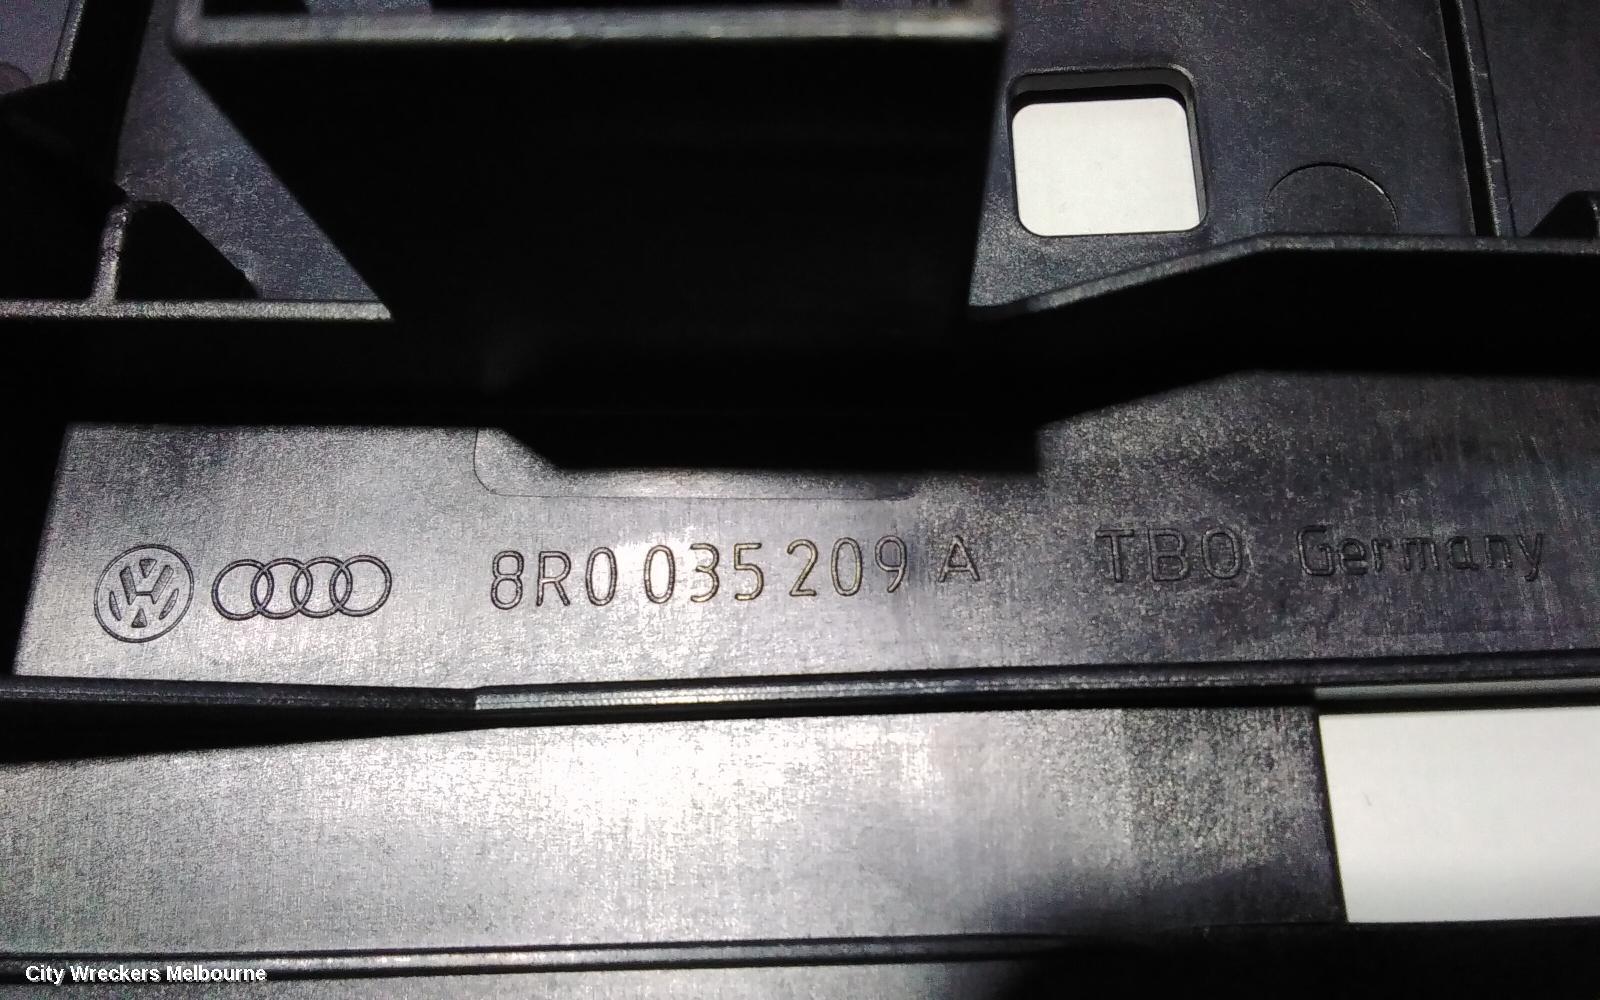 8R0 035 209 A TBO Germany
City Wreckers Melbourne